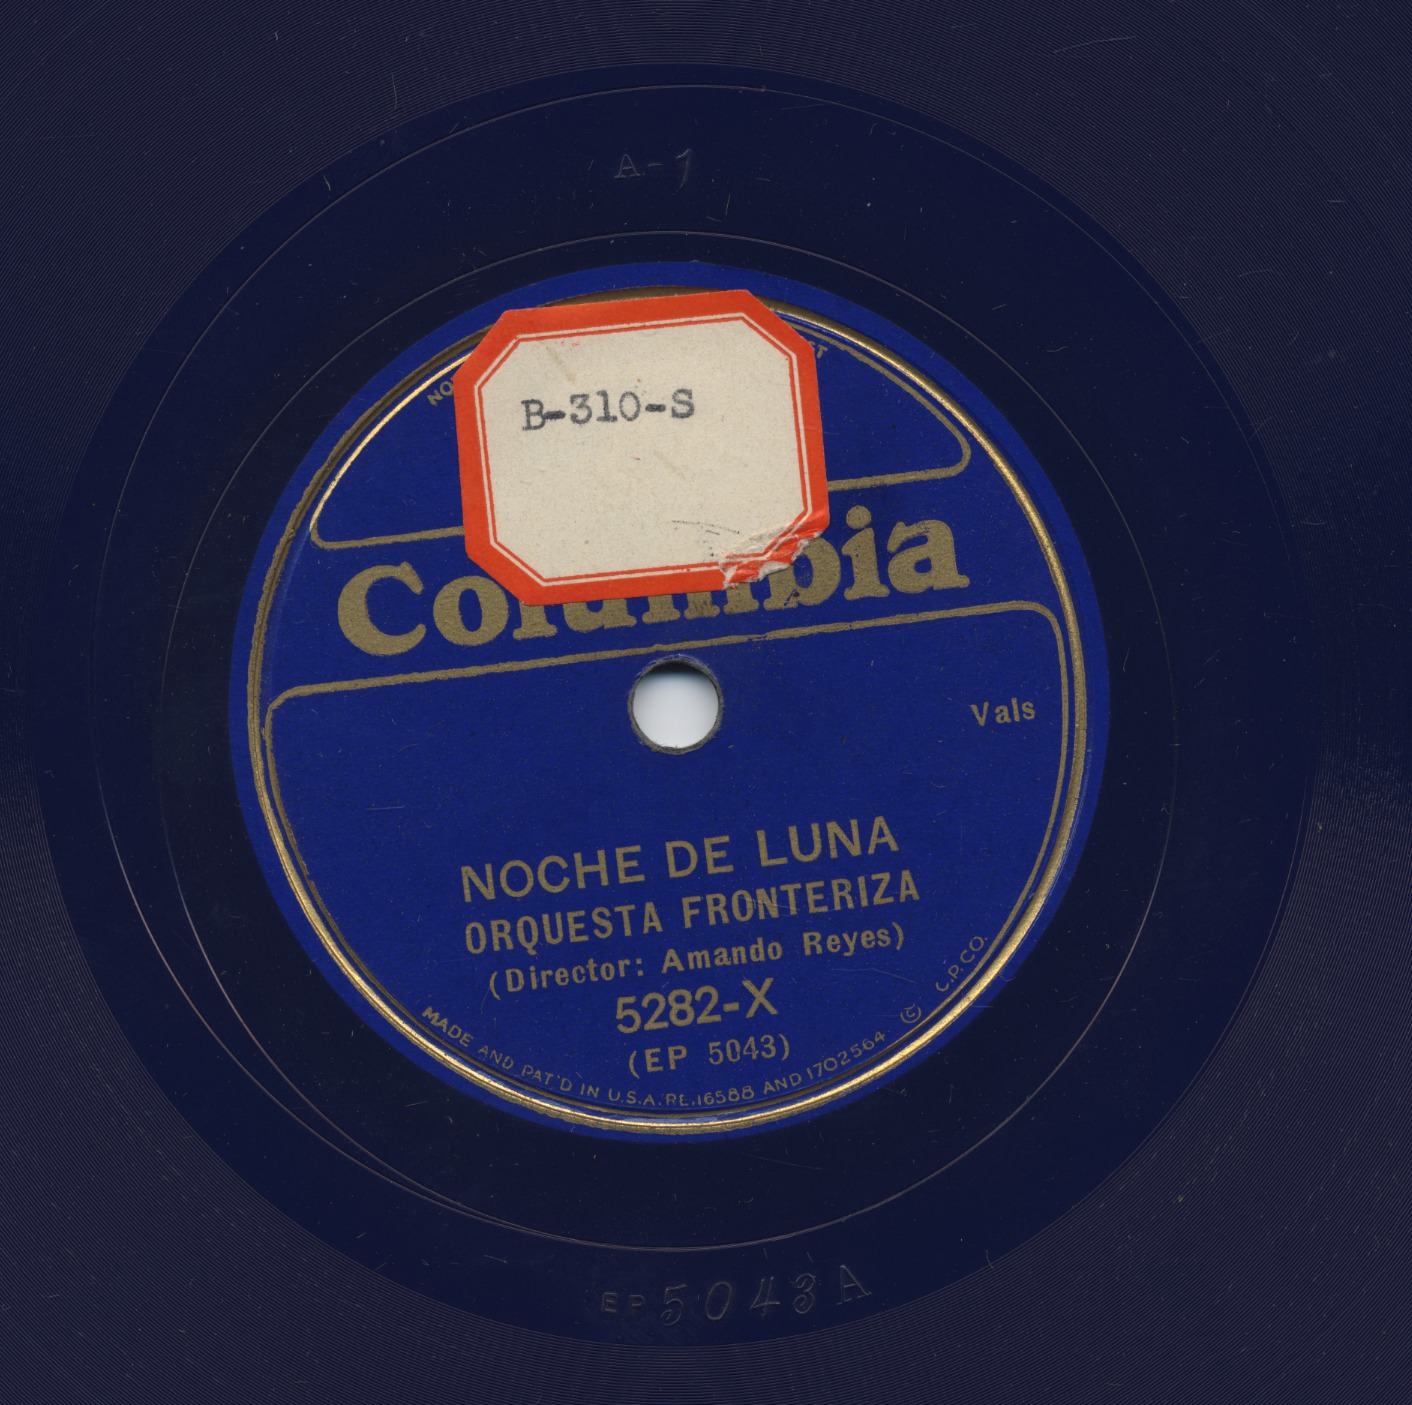 A-1
B-310-S
Columbia
Vals
NOCHE DE LUNA
ORQUESTA FRONTERIZA
(Director: Amando Reyes)
5282-X
(EP 5043)
MADE AND PAT'D IN U.S.A. RE.16588 AND 1702564 © C.P.CO.
EP 5043A